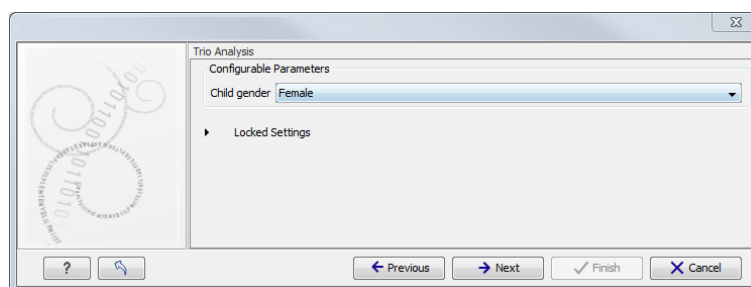 Trio Analysis
Configurable Parameters
Child gender Female
Locked Settings
? Previous Next Finish Cancel